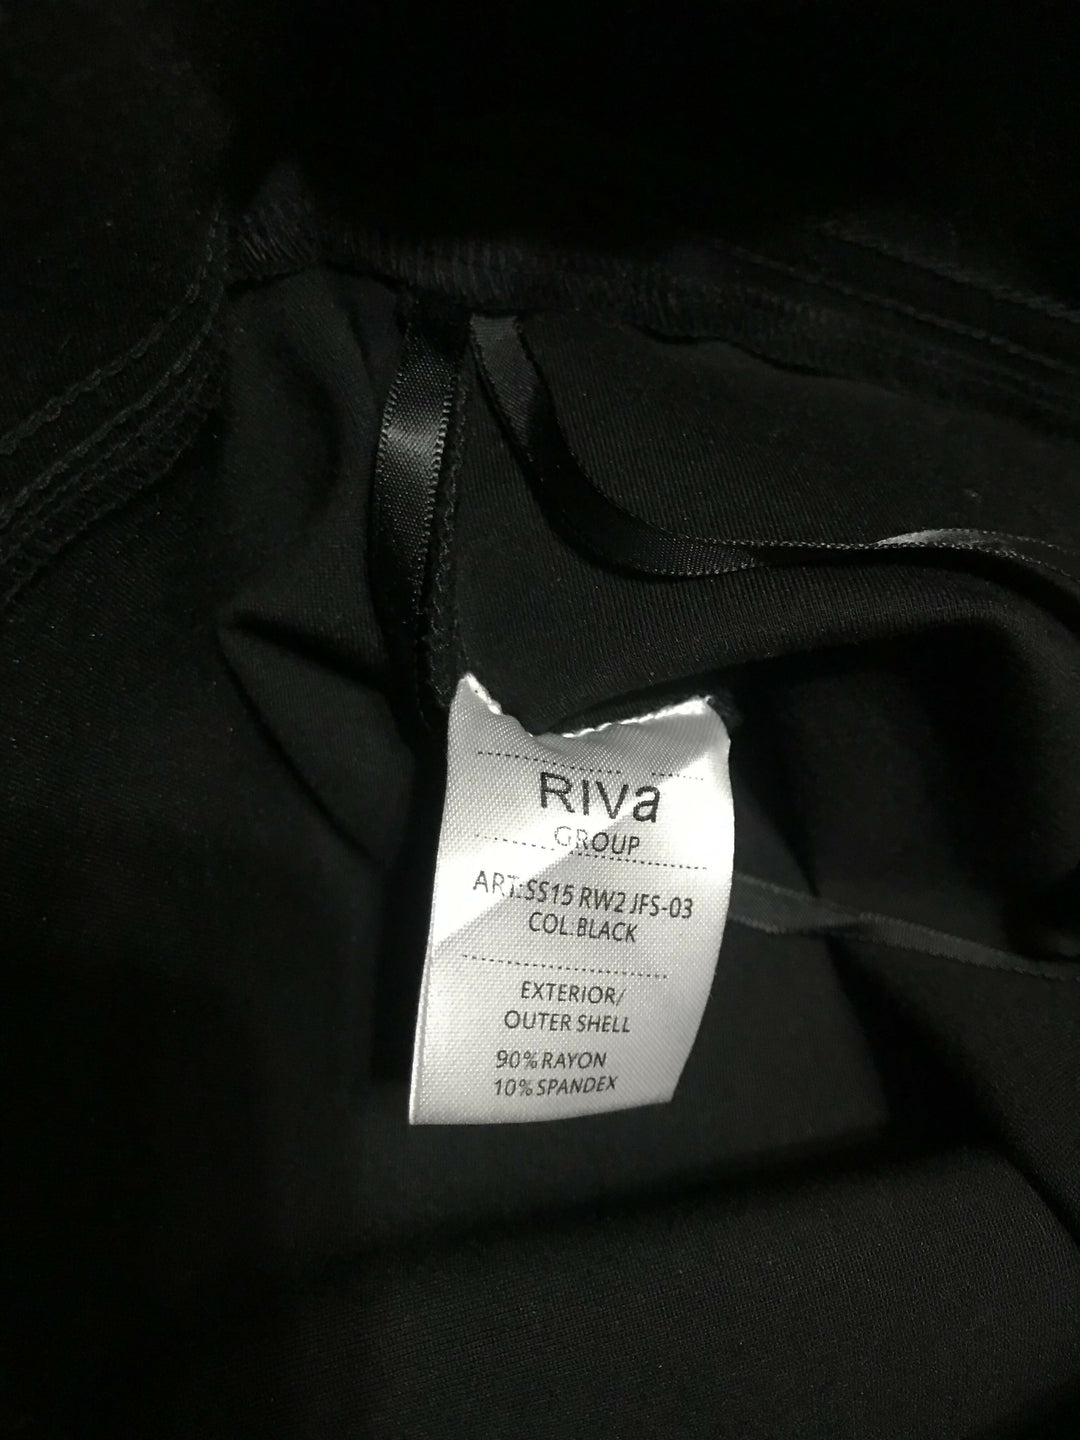 RIVa
GROUP
ART.:SS15 RW2 JFS-03
COL.BLACK
EXTERIOR/
OUTER SHELL
90% RAYON
10% SPANDEX